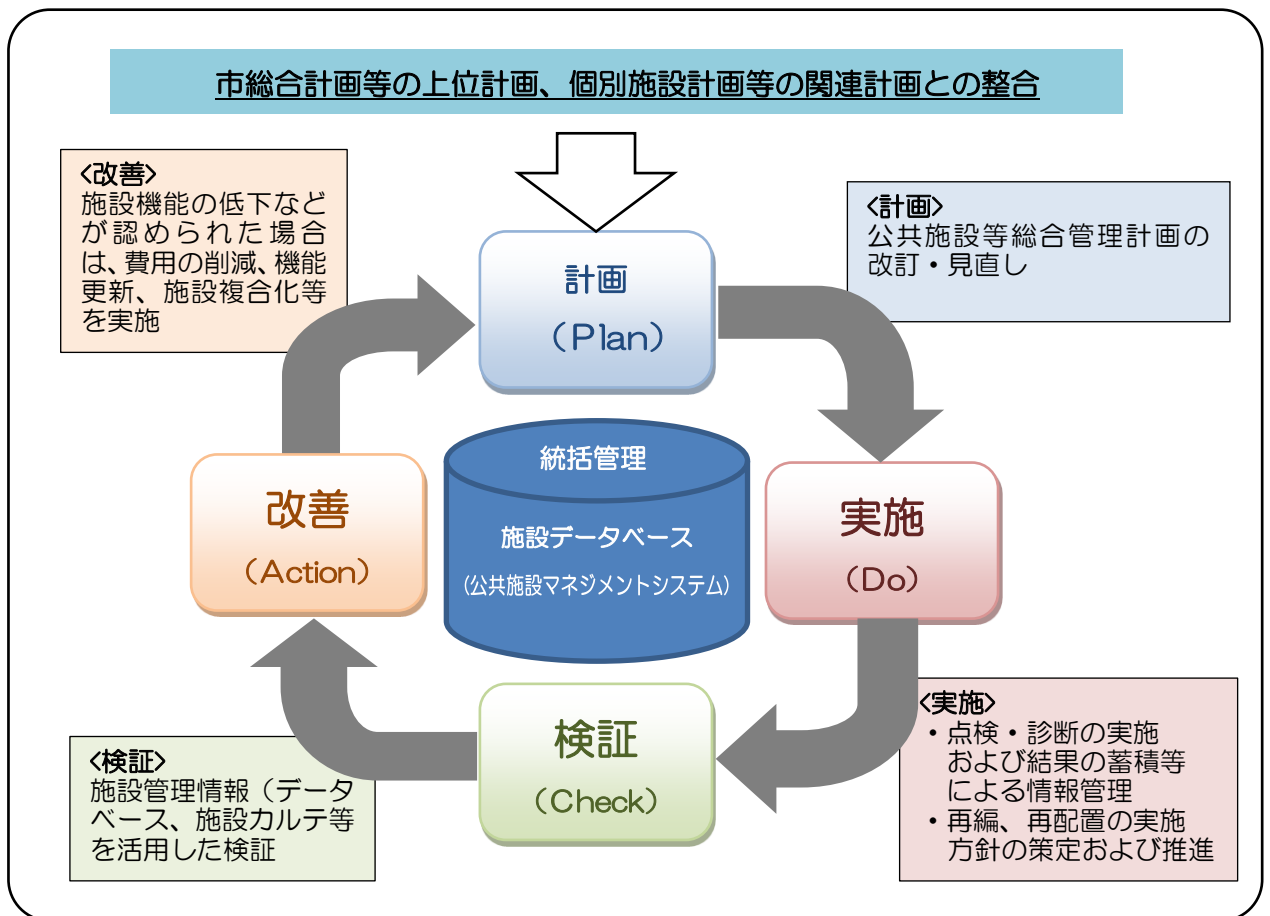 市総合計画等の上位計画、個別施設計画等の関連計画との整合
<改善>
施設機能の低下など
が認められた場合
は、費用の削減、機能
更新、施設複合化等
を実施
<計画>
公共施設等総合管理計画の
改訂・見直し
計画
（Plan）
統括管理
施設データベース
(公共施設マネジメントシステム)
改善
（Action）
実施
（Do）
検証
（Check）
<検証>
施設管理情報（データ
ベース、施設カルテ等
を活用した検証
<実施>
・点検・診断の実施
および結果の蓄積等
による情報管理
・再編、再配置の実施
方針の策定および推進